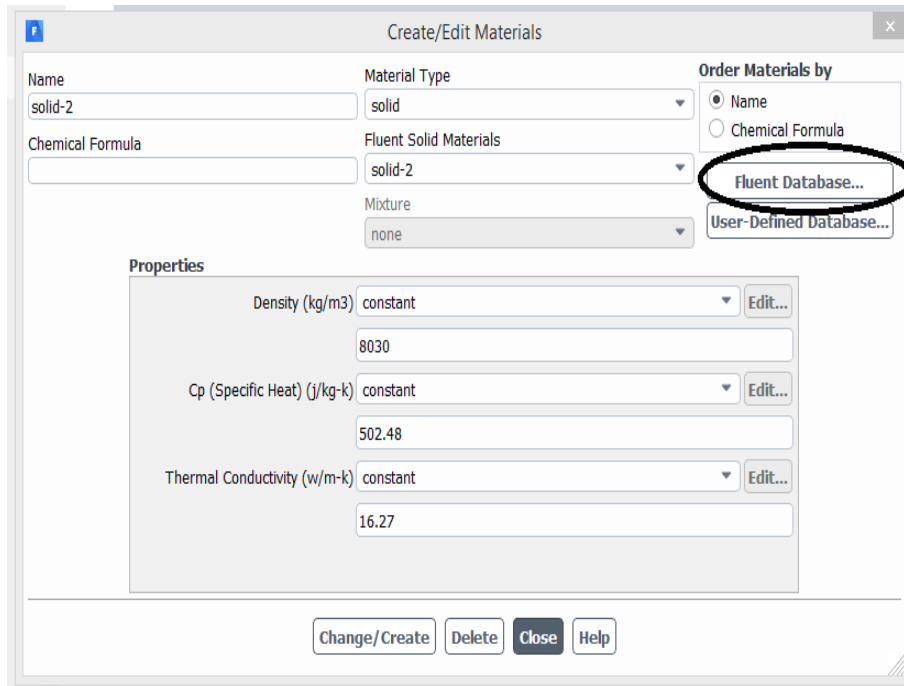 F
Create/Edit Materials
x
Name
solid-2
Chemical Formula
Material Type
solid
Fluent Solid Materials
solid-2
Mixture
none
Order Materials by
Name
Chemical Formula
Fluent Database...
User-Defined Database...
Properties
Density (kg/m3) constant Edit...
8030
Cp (Specific Heat) (j/kg-k) constant Edit...
502.48
Thermal Conductivity (w/m-k) constant Edit...
16.27
Change/Create Delete Close Help